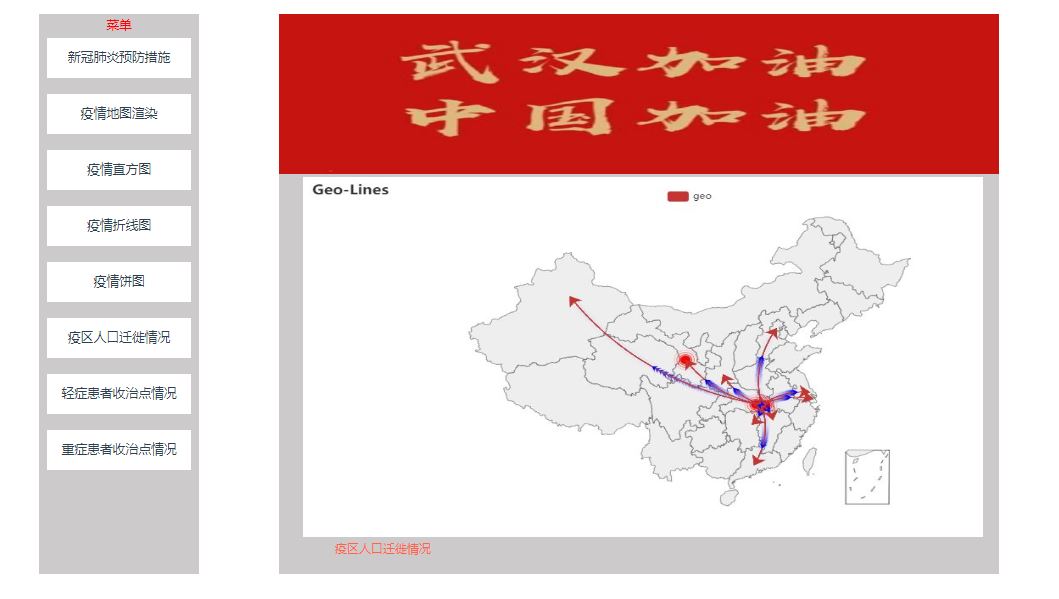 菜单
新冠肺炎预防措施
疫情地图渲染
疫情直方图
疫情折线图
疫情饼图
疫区人口迁徙情况
轻症患者收治点情况
重症患者收治点情况
武汉加油
中国加油
Geo-Lines
geo
疫区人口迁徙情况